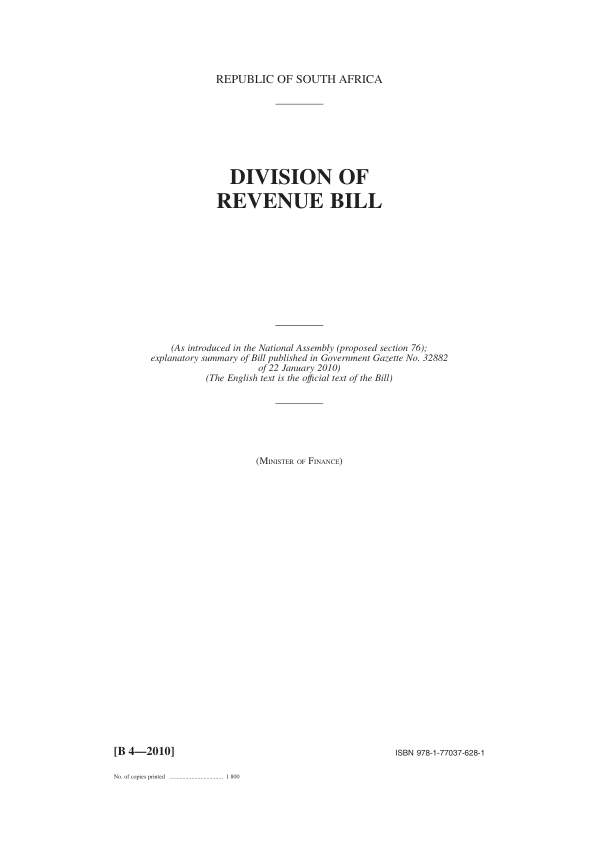 REPUBLIC OF SOUTH AFRICA
DIVISION OF
REVENUE BILL
(As introduced in the National Assembly (proposed section 76);
explanatory summary of Bill published in Government Gazette No. 32882
of 22 January 2010)
(The English text is the official text of the Bill)
(Minister of Finance)
[B 4—2010]
ISBN 978-1-77037-628-1
No. of copies printed ................................... 1 800